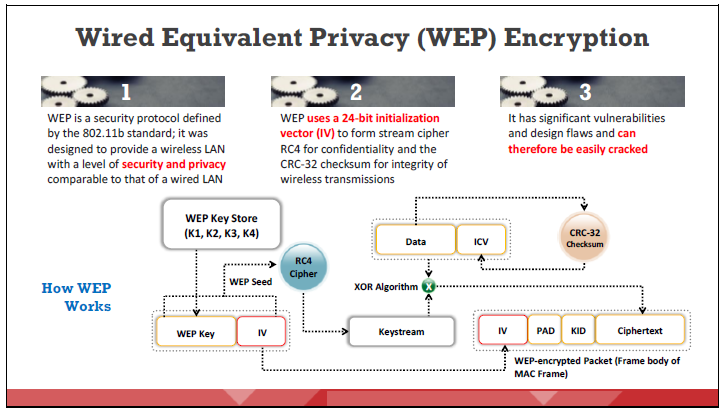 Wired Equivalent Privacy (WEP) Encryption
1
WEP is a security protocol defined
by the 802.11b standard; it was
designed to provide a wireless LAN
with a level of security and privacy
comparable to that of a wired LAN
2
WEP uses a 24-bit initialization
vector (IV) to form stream cipher
RC4 for confidentiality and the
CRC-32 checksum for integrity of
wireless transmissions
3
It has significant vulnerabilities
and design flaws and can
therefore be easily cracked
How WEP
Works
WEP Key Store
(K1, K2, K3, K4)
RC4
Cipher
WEP Seed
WEP Key
IV
Keystream
Data
ICV
CRC-32
Checksum
XOR Algorithm
X
IV
PAD
KID
Ciphertext
WEP-encrypted Packet (Frame body of
MAC Frame)